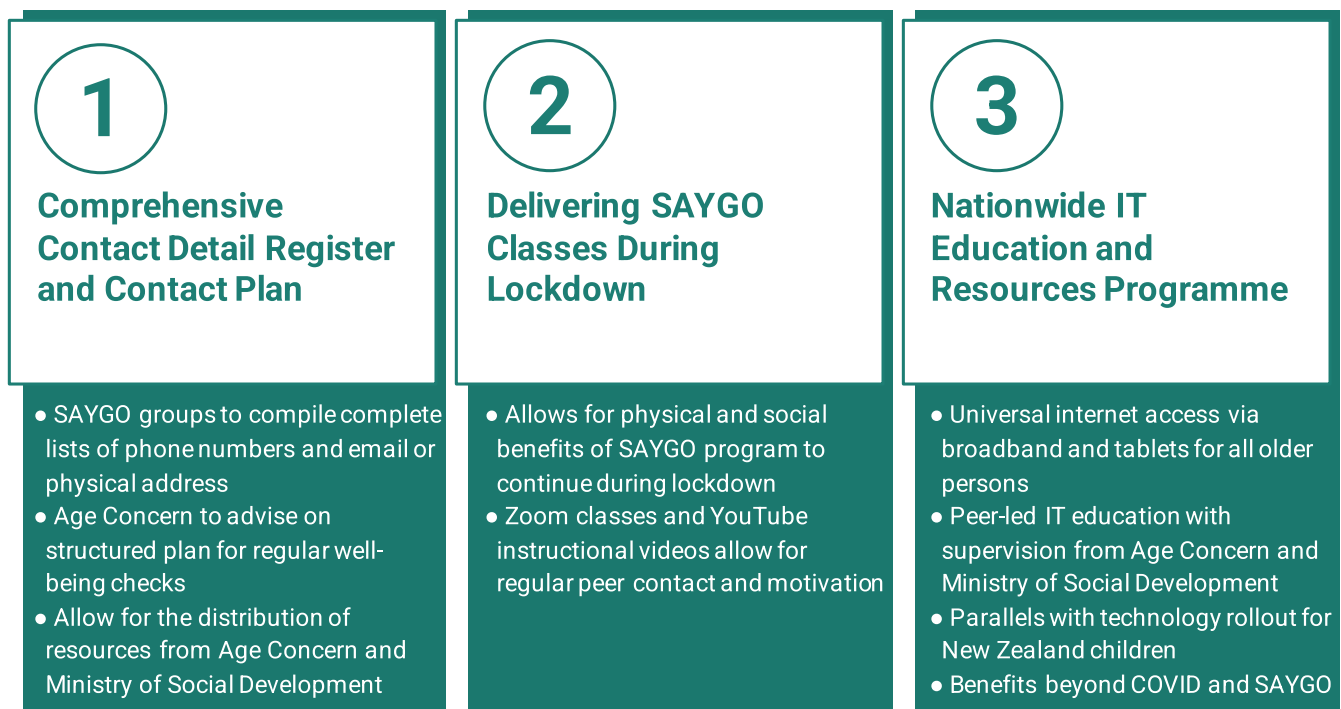 1
Comprehensive
Contact Detail Register
and Contact Plan
● SAYGO groups to compile complete
lists of phone numbers and email or
physical address
● Age Concern to advise on
structured plan for regular well-
being checks
● Allow for the distribution of
resources from Age Concern and
Ministry of Social Development
2
Delivering SAYGO
Classes During
Lockdown
● Allows for physical and social
benefits of SAYGO program to
continue during lockdown
● Zoom classes and YouTube
instructional videos allow for
regular peer contact and motivation
3
Nationwide IT
Education and
Resources Programme
● Universal internet access via
broadband and tablets for all older
persons
● Peer-led IT education with
supervision from Age Concern and
Ministry of Social Development
● Parallels with technology rollout for
New Zealand children
● Benefits beyond COVID and SAYGO